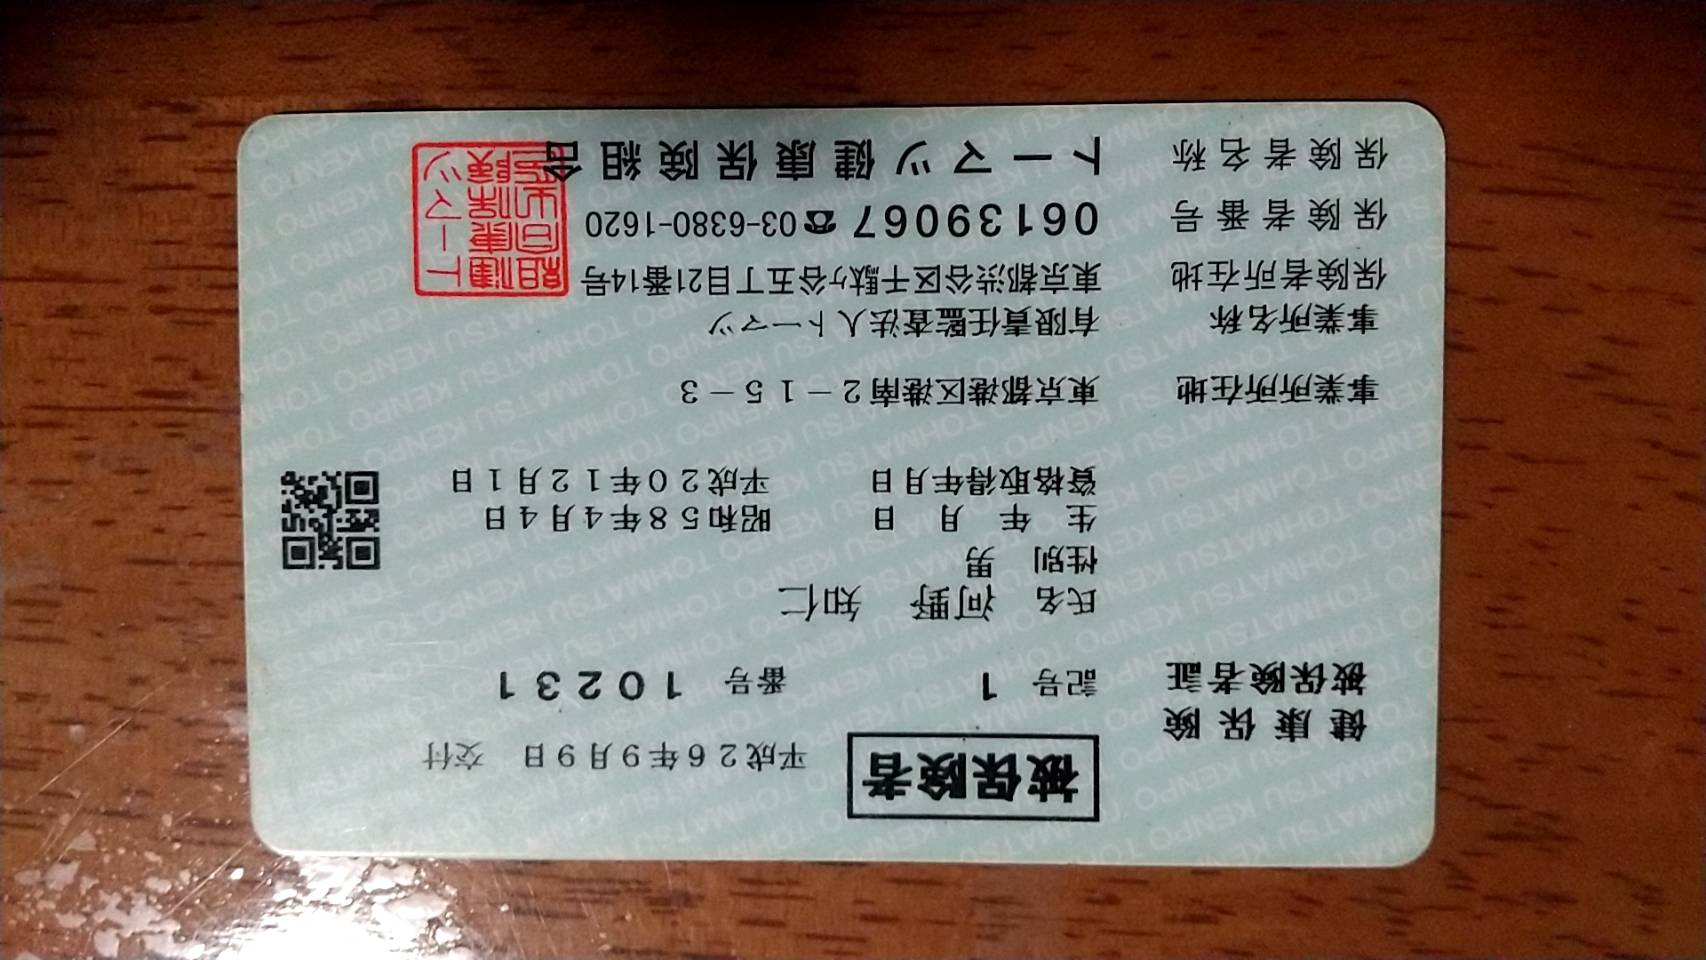 被保険者 平成26年9月9日 交付
健康保険
被保険者証 記号 1 番号 10231
氏名 河野 知仁
性別 男
生年月日 昭和58年4月4日
資格取得年月日 平成20年12月1日
事業所所在地 東京都港区港南2-15-3
事業所名称 有限責任監査法人トーマツ
保険者所在地 東京都渋谷区千駄ヶ谷五丁目21番14号
保険者番号 06139067 ☎03-6380-1620
保険者名称 トーマツ健康保険組合
TOHMATSU KENPO